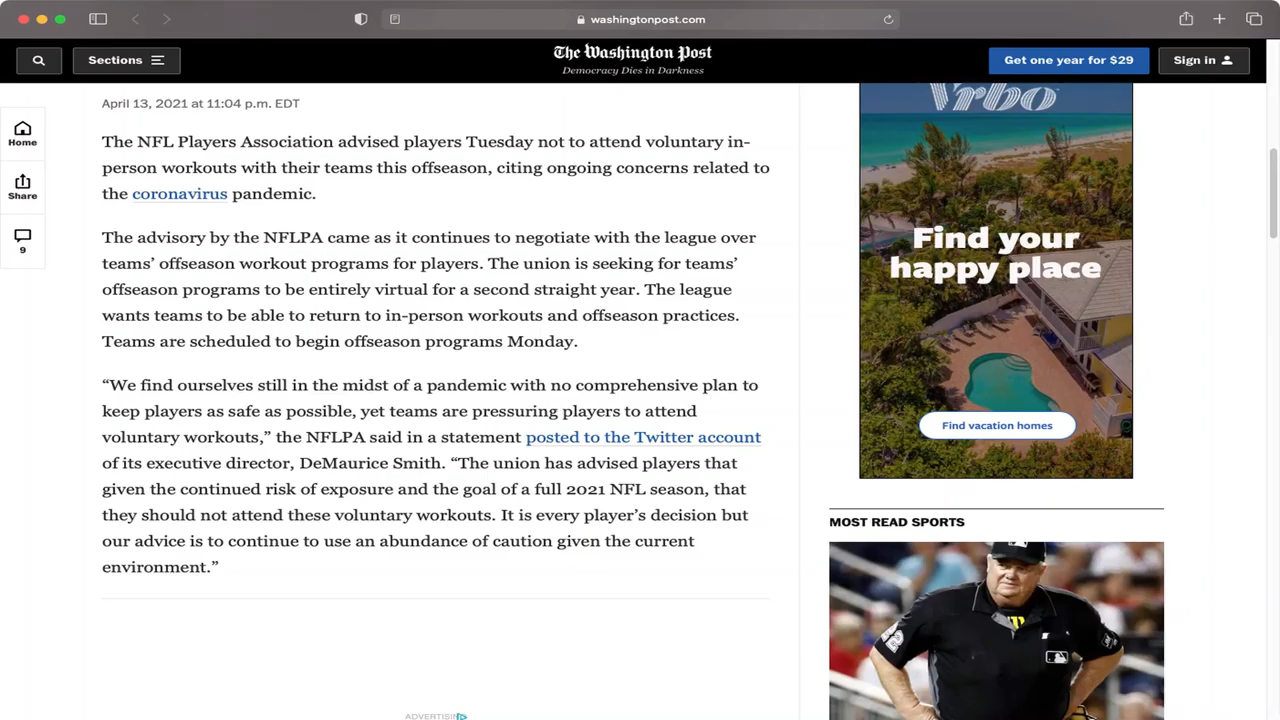 washingtonpost.com
Sections
The Washington Post
Democracy Dies in Darkness
Get one year for $29
Sign in
Home
Share
9
April 13, 2021 at 11:04 p.m. EDT
The NFL Players Association advised players Tuesday not to attend voluntary in-
person workouts with their teams this offseason, citing ongoing concerns related to
the coronavirus pandemic.
The advisory by the NFLPA came as it continues to negotiate with the league over
teams’ offseason workout programs for players. The union is seeking for teams’
offseason programs to be entirely virtual for a second straight year. The league
wants teams to be able to return to in-person workouts and offseason practices.
Teams are scheduled to begin offseason programs Monday.
“We find ourselves still in the midst of a pandemic with no comprehensive plan to
keep players as safe as possible, yet teams are pressuring players to attend
voluntary workouts,” the NFLPA said in a statement posted to the Twitter account
of its executive director, DeMaurice Smith. “The union has advised players that
given the continued risk of exposure and the goal of a full 2021 NFL season, that
they should not attend these voluntary workouts. It is every player’s decision but
our advice is to continue to use an abundance of caution given the current
environment.”
ADVERTISING
Vrbo
Find your
happy place
Find vacation homes
MOST READ SPORTS